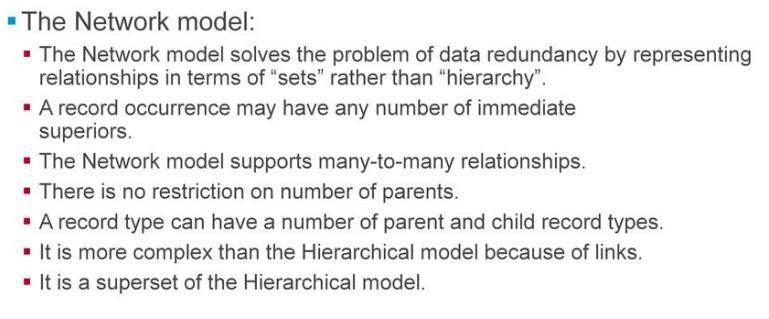 The Network model:
The Network model solves the problem of data redundancy by representing
relationships in terms of “sets” rather than “hierarchy”.
A record occurrence may have any number of immediate
superiors.
The Network model supports many-to-many relationships.
There is no restriction on number of parents.
A record type can have a number of parent and child record types.
It is more complex than the Hierarchical model because of links.
It is a superset of the Hierarchical model.